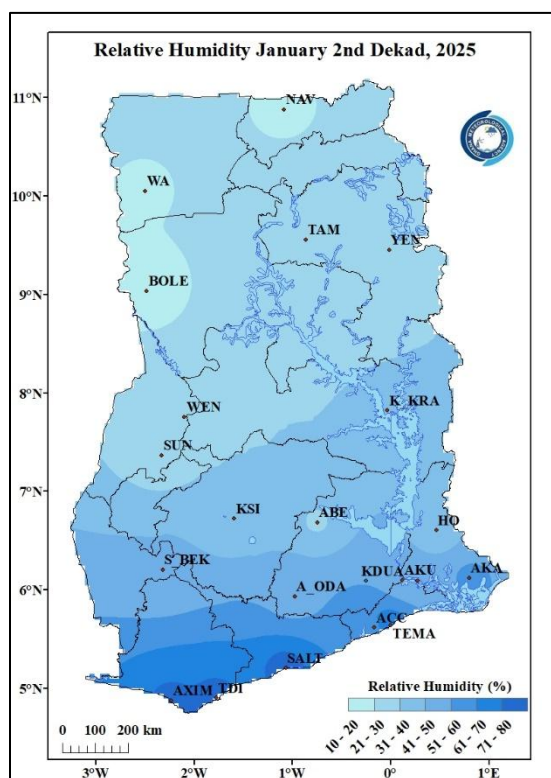 Relative Humidity January 2nd Dekad, 2025
11°N
10°N
9°N
8°N
7°N
6°N
5°N
NAV
WA
TAM
YEN
BOLE
K_KRA
WEN
SUN
KSI
ABE
HO
S_BEK
KDUA
AKU
AKA
A_ODA
ACC
TEMA
SALT
AXIM
TDI
Relative Humidity (%)
10 - 20
21 - 30
31 - 40
41 - 50
51 - 60
61 - 70
71 - 80
0 100 200 km
3°W 2°W 1°W 0° 1°E